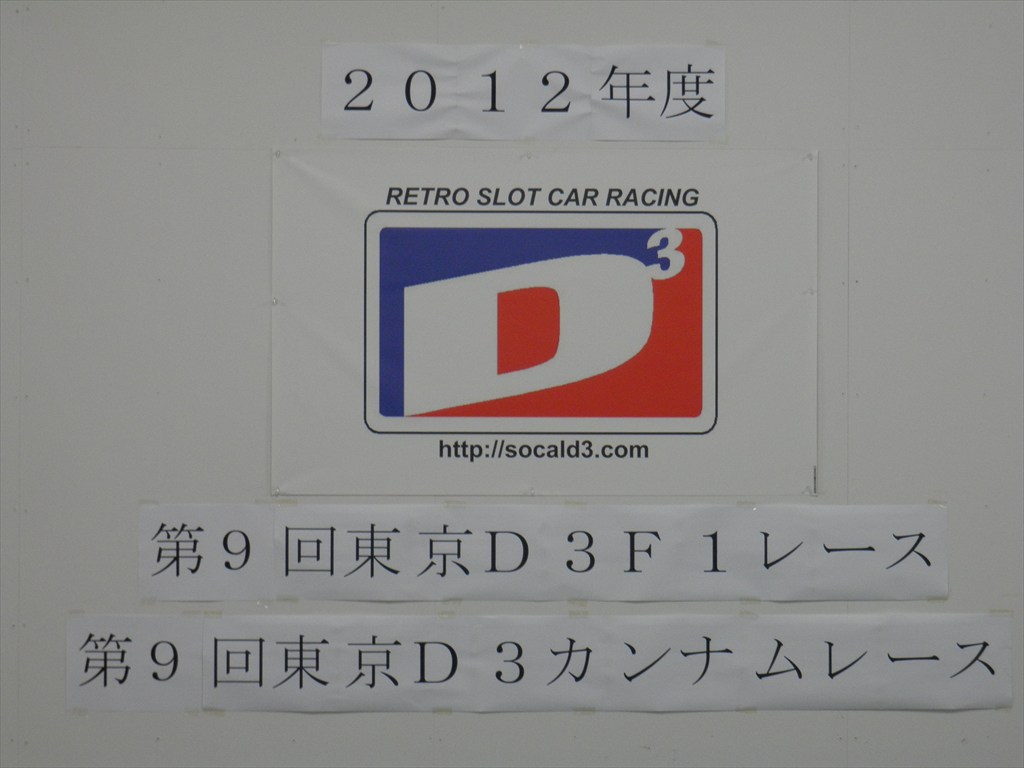 ２０１２年度
RETRO SLOT CAR RACING
D3
http://socald3.com
第９回東京Ｄ３Ｆ１レース
第９回東京Ｄ３カンナムレース